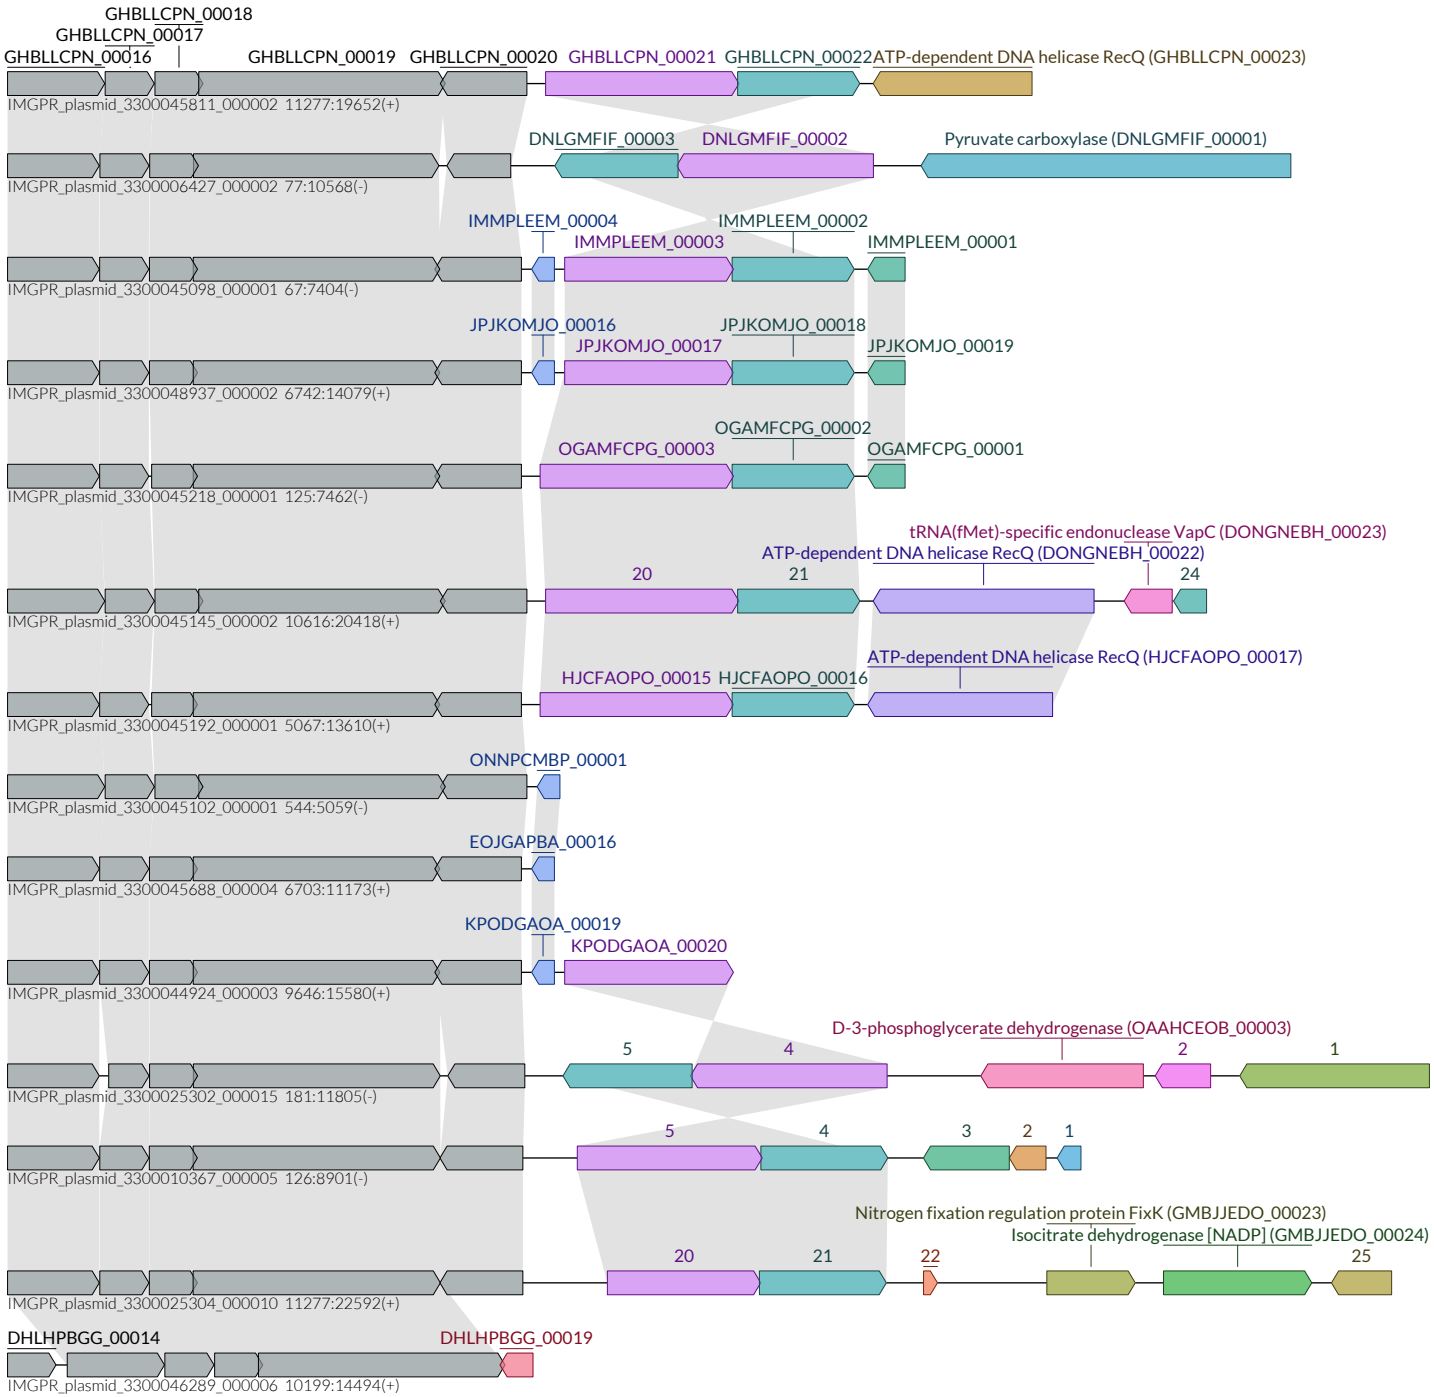 GHBLLCPN_00018
GHBLLCPN_00017
GHBLLCPN_00016 GHBLLCPN_00019 GHBLLCPN_00020 GHBLLCPN_00021 GHBLLCPN_00022 ATP-dependent DNA helicase RecQ (GHBLLCPN_00023)
IMGPR_plasmid_3300045811_000002 11277:19652(+)
DNLGMFIF_00003 DNLGMFIF_00002 Pyruvate carboxylase (DNLGMFIF_00001)
IMGPR_plasmid_3300006427_000002 77:10568(-)
IMMPLEEM_00004 IMMPLEEM_00002
IMMPLEEM_00003 IMMPLEEM_00001
IMGPR_plasmid_3300045098_000001 67:7404(-)
JPJKOMJO_00016 JPJKOMJO_00018
JPJKOMJO_00017 JPJKOMJO_00019
IMGPR_plasmid_3300048937_000002 6742:14079(+)
OGAMFCPG_00002
OGAMFCPG_00003 OGAMFCPG_00001
IMGPR_plasmid_3300045218_000001 125:7462(-)
tRNA(fMet)-specific endonuclease VapC (DONGNEBH_00023)
ATP-dependent DNA helicase RecQ (DONGNEBH_00022)
20 21 24
IMGPR_plasmid_3300045145_000002 10616:20418(+)
ATP-dependent DNA helicase RecQ (HJCFAOPO_00017)
HJCFAOPO_00015 HJCFAOPO_00016
IMGPR_plasmid_3300045192_000001 5067:13610(+)
ONNPCMBP_00001
IMGPR_plasmid_3300045102_000001 544:5059(-)
EOJGAPBA_00016
IMGPR_plasmid_3300045688_000004 6703:11173(+)
KPODGAOA_00019
KPODGAOA_00020
IMGPR_plasmid_3300044924_000003 9646:15580(+)
D-3-phosphoglycerate dehydrogenase (OAAHCEOB_00003)
5 4 2 1
IMGPR_plasmid_3300025302_000015 181:11805(-)
5 4 3 2 1
IMGPR_plasmid_3300010367_000005 126:8901(-)
Nitrogen fixation regulation protein FixK (GMBJJEDO_00023)
Isocitrate dehydrogenase [NADP] (GMBJJEDO_00024)
20 21 22 25
IMGPR_plasmid_3300025304_000010 11277:22592(+)
DHLHPBGG_00014 DHLHPBGG_00019
IMGPR_plasmid_3300046289_000006 10199:14494(+)